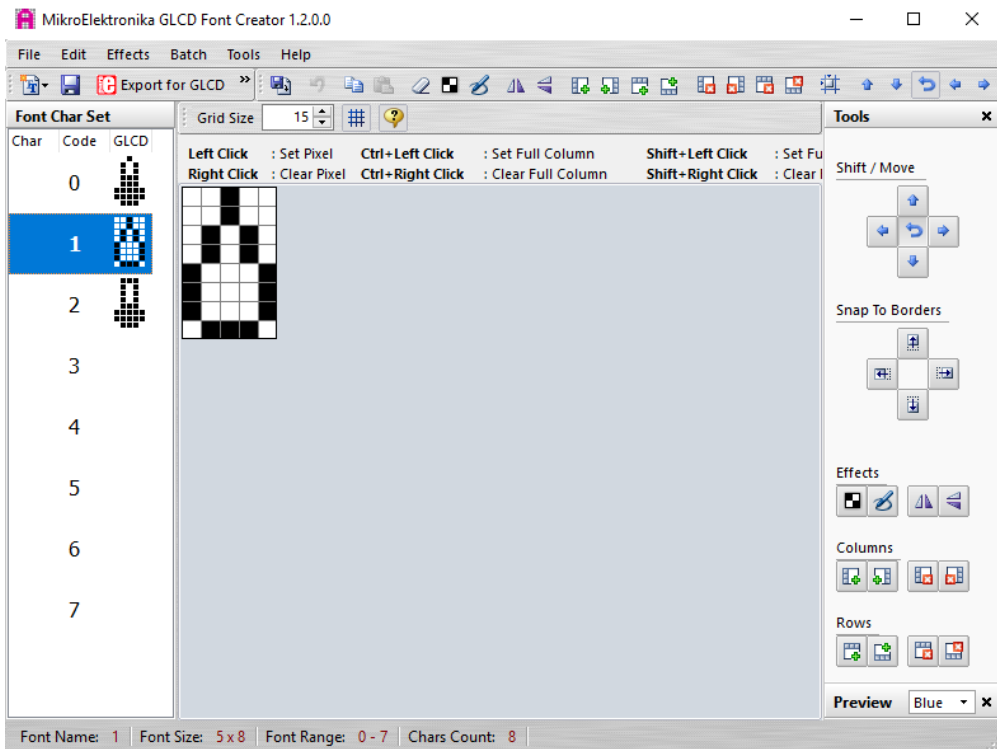 MikroElektronika GLCD Font Creator 1.2.0.0
File Edit Effects Batch Tools Help
Export for GLCD »
Font Char Set
Grid Size 15
Tools
Char Code GLCD
Left Click : Set Pixel Ctrl+Left Click : Set Full Column Shift+Left Click : Set Fu
Right Click : Clear Pixel Ctrl+Right Click : Clear Full Column Shift+Right Click : Clear
Shift / Move
0
1
2
3
4
5
6
7
Snap To Borders
Effects
Columns
Rows
Preview Blue
Font Name: 1 Font Size: 5 x 8 Font Range: 0 - 7 Chars Count: 8